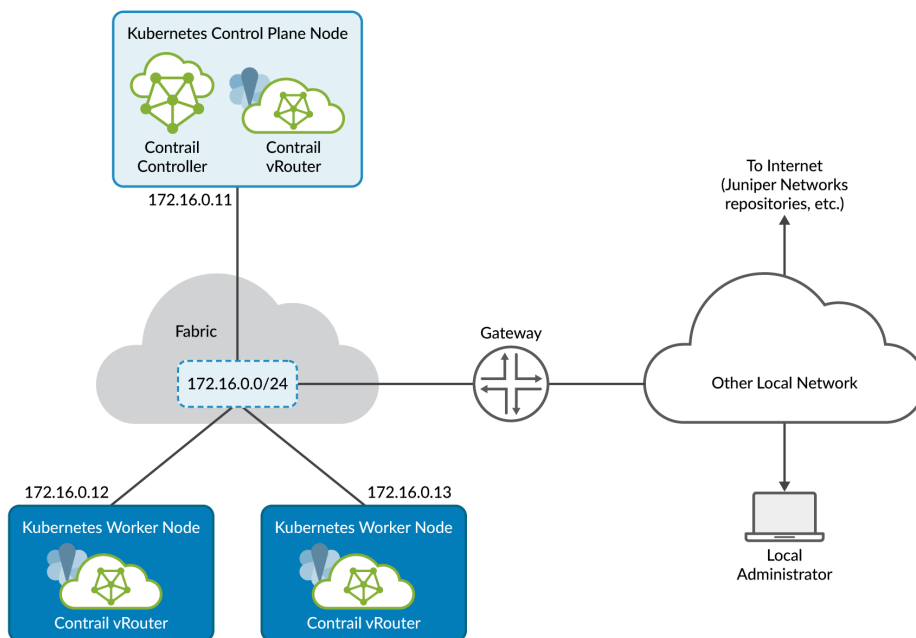 Kubernetes Control Plane Node
Contrail
Controller
Contrail
vRouter
172.16.0.11
To Internet
(Juniper Networks
repositories, etc.)
Fabric
Gateway
172.16.0.0/24
Other Local Network
172.16.0.12
172.16.0.13
Kubernetes Worker Node
Contrail vRouter
Kubernetes Worker Node
Contrail vRouter
Local
Administrator